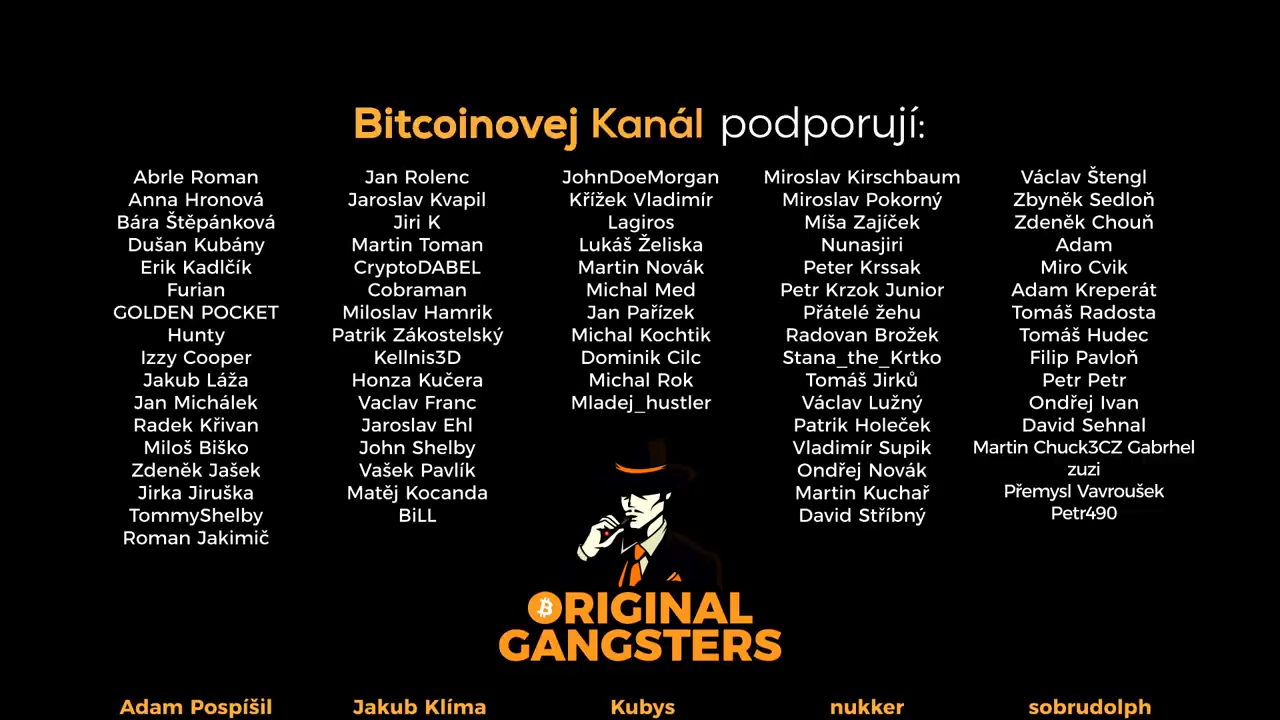 Bitcoinovej Kanál podporují:
Abrle Roman
Anna Hronová
Bára Štěpánková
Dušan Kubány
Erik Kadlčík
Furian
GOLDEN POCKET
Hunty
Izzy Cooper
Jakub Láža
Jan Michálek
Radek Křivan
Miloš Biško
Zdeněk Jašek
Jirka Jiruška
TommyShelby
Roman Jakimič
Jan Rolenc
Jaroslav Kvapil
Jiri K
Martin Toman
CryptoDABEL
Cobraman
Miloslav Hamrik
Patrik Zákostelský
Kellnis3D
Honza Kučera
Vaclav Franc
Jaroslav Ehl
John Shelby
Vašek Pavlík
Matěj Kocanda
BiLL
JohnDoeMorgan
Křížek Vladimír
Lagiros
Lukáš Želiska
Martin Novák
Michal Med
Jan Pařízek
Michal Kochtik
Dominik Cilc
Michal Rok
Mladej_hustler
Miroslav Kirschbaum
Miroslav Pokorný
Míša Zajíček
Nunasjiri
Peter Krssak
Petr Krzok Junior
Přátelé žehu
Radovan Brožek
Stana_the_Krtko
Tomáš Jirků
Václav Lužný
Patrik Holeček
Vladimír Supik
Ondřej Novák
Martin Kuchař
David Stříbný
Václav Štengl
Zbyněk Sedloň
Zdeněk Chouň
Adam
Miro Cvik
Adam Kreperát
Tomáš Radosta
Tomáš Hudec
Filip Pavloň
Petr Petr
Ondřej Ivan
David Sehnal
Martin Chuck3CZ Gabrhel
zuzi
Přemysl Vavroušek
Petr490
ORIGINAL
GANGSTERS
Adam Pospíšil
Jakub Klíma
Kubys
nukker
sobrudolph